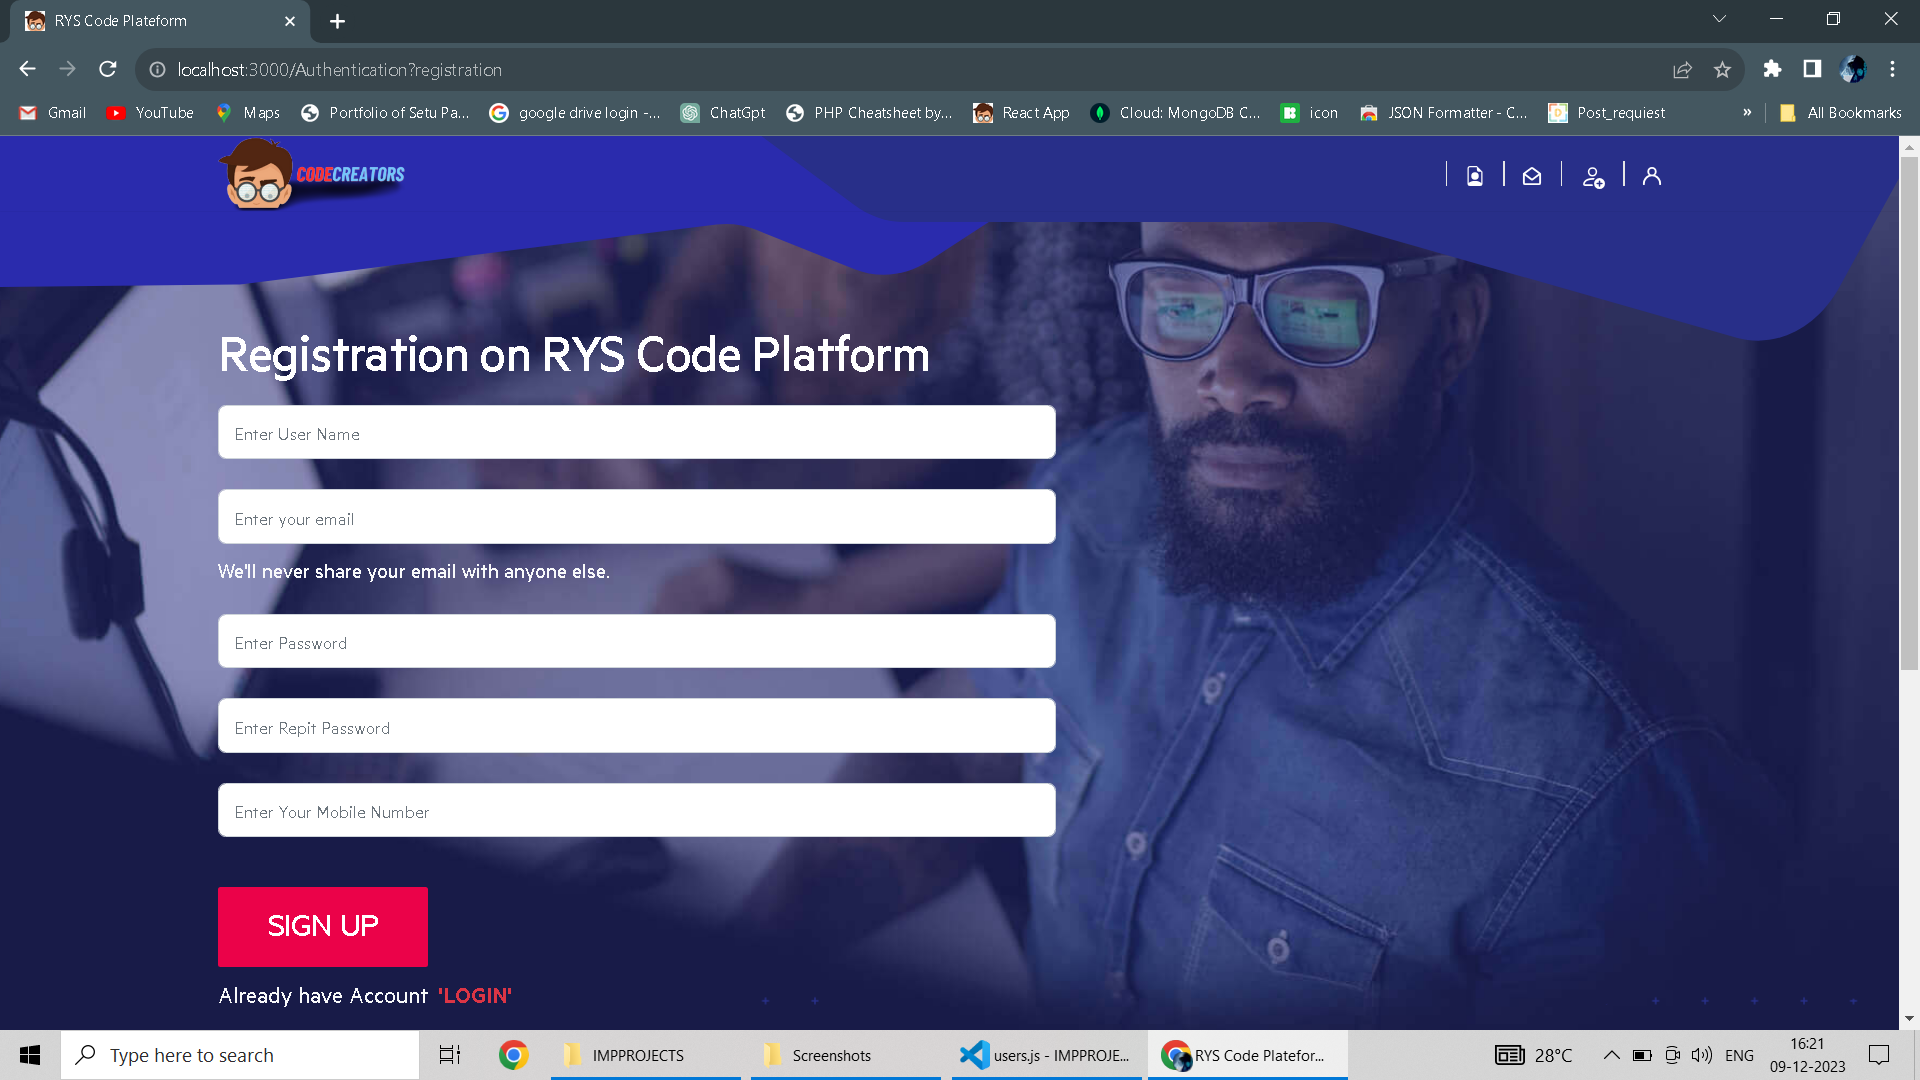 RYS Code Plateform
localhost:3000/Authentication?registration
Gmail YouTube Maps Portfolio of Setu Pa... google drive login -... ChatGpt PHP Cheatsheet by... React App Cloud: MongoDB C... icon JSON Formatter - C... Post_requiest » All Bookmarks
CODECREATORS
Registration on RYS Code Platform
Enter User Name
Enter your email
We'll never share your email with anyone else.
Enter Password
Enter Repit Password
Enter Your Mobile Number
SIGN UP
Already have Account 'LOGIN'
Type here to search IMPPROJECTS Screenshots users.js - IMPPROJE... RYS Code Platefor... 28°C ENG 16:21
09-12-2023